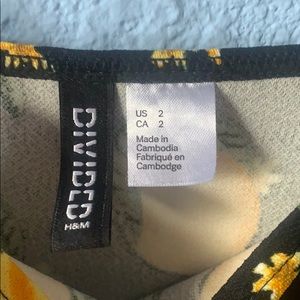 DIVIDED
H&M
US 2
CA 2
Made in
Cambodia
Fabriqué en
Cambodge